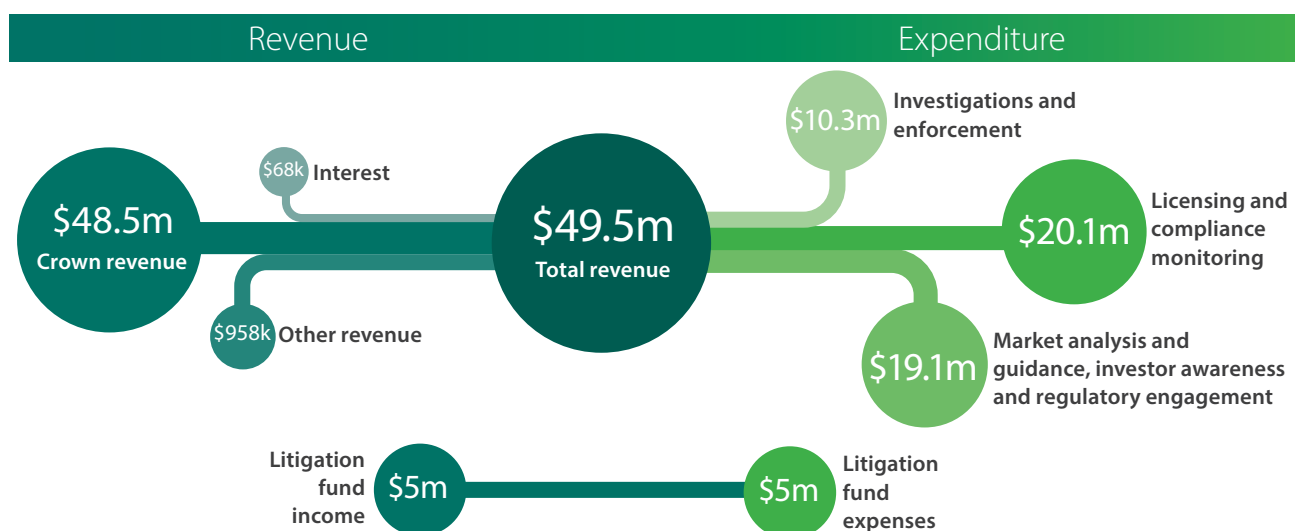 Revenue
Expenditure
$10.3m
Investigations and
enforcement
$68k
Interest
$48.5m
Crown revenue
$49.5m
Total revenue
$20.1m
Licensing and
compliance
monitoring
$958k
Other revenue
$19.1m
Market analysis and
guidance, investor awareness
and regulatory engagement
Litigation
fund
income
$5m
$5m
Litigation
fund
expenses